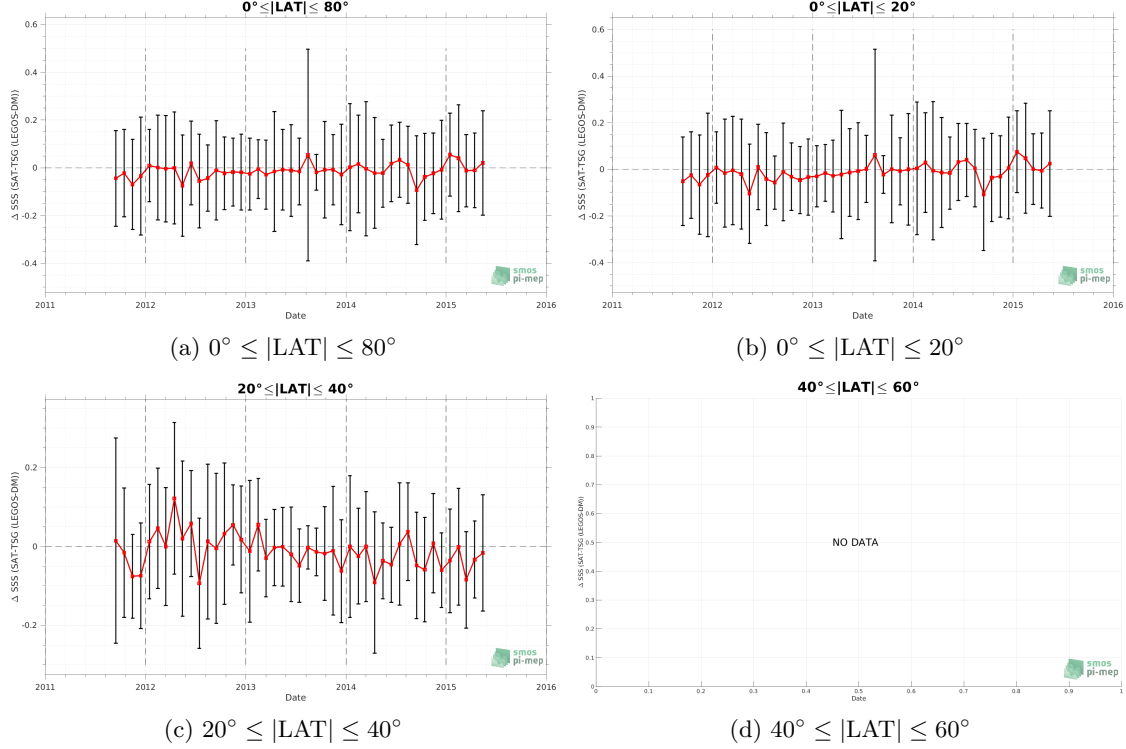 0°≤|LAT|≤ 80°
0.6
0.4
0.2
0
-0.2
-0.4
Δ SSS (SAT-TSG (LEGOS-DM))
2011 2012 2013 2014 2015 2016
Date
smos
pi-mep
(a) 0° ≤ |LAT| ≤ 80°
0°≤|LAT|≤ 20°
0.6
0.4
0.2
0
-0.2
-0.4
Δ SSS (SAT-TSG (LEGOS-DM))
2011 2012 2013 2014 2015 2016
Date
smos
pi-mep
(b) 0° ≤ |LAT| ≤ 20°
20°≤|LAT|≤ 40°
0.2
0
-0.2
Δ SSS (SAT-TSG (LEGOS-DM))
2011 2012 2013 2014 2015 2016
Date
smos
pi-mep
(c) 20° ≤ |LAT| ≤ 40°
40°≤|LAT|≤ 60°
1
0.9
0.8
0.7
0.6
0.5
0.4
0.3
0.2
0.1
0
Δ SSS (SAT-TSG (LEGOS-DM))
NO DATA
0 0.1 0.2 0.3 0.4 0.5 0.6 0.7 0.8 0.9 1
Date
smos
pi-mep
(d) 40° ≤ |LAT| ≤ 60°